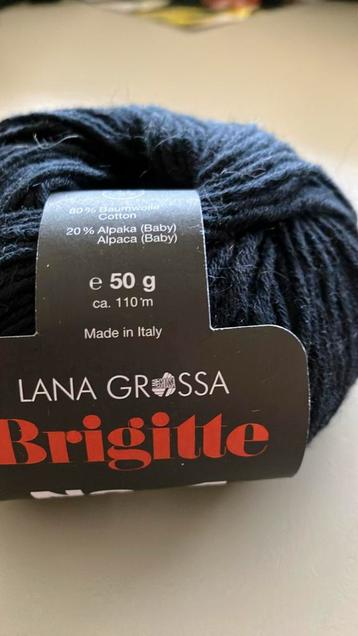 80% Baumwolle
Cotton
20% Alpaka (Baby)
Alpaca (Baby)
e 50 g
ca. 110 m
Made in Italy
LANA GROSSA
Brigitte